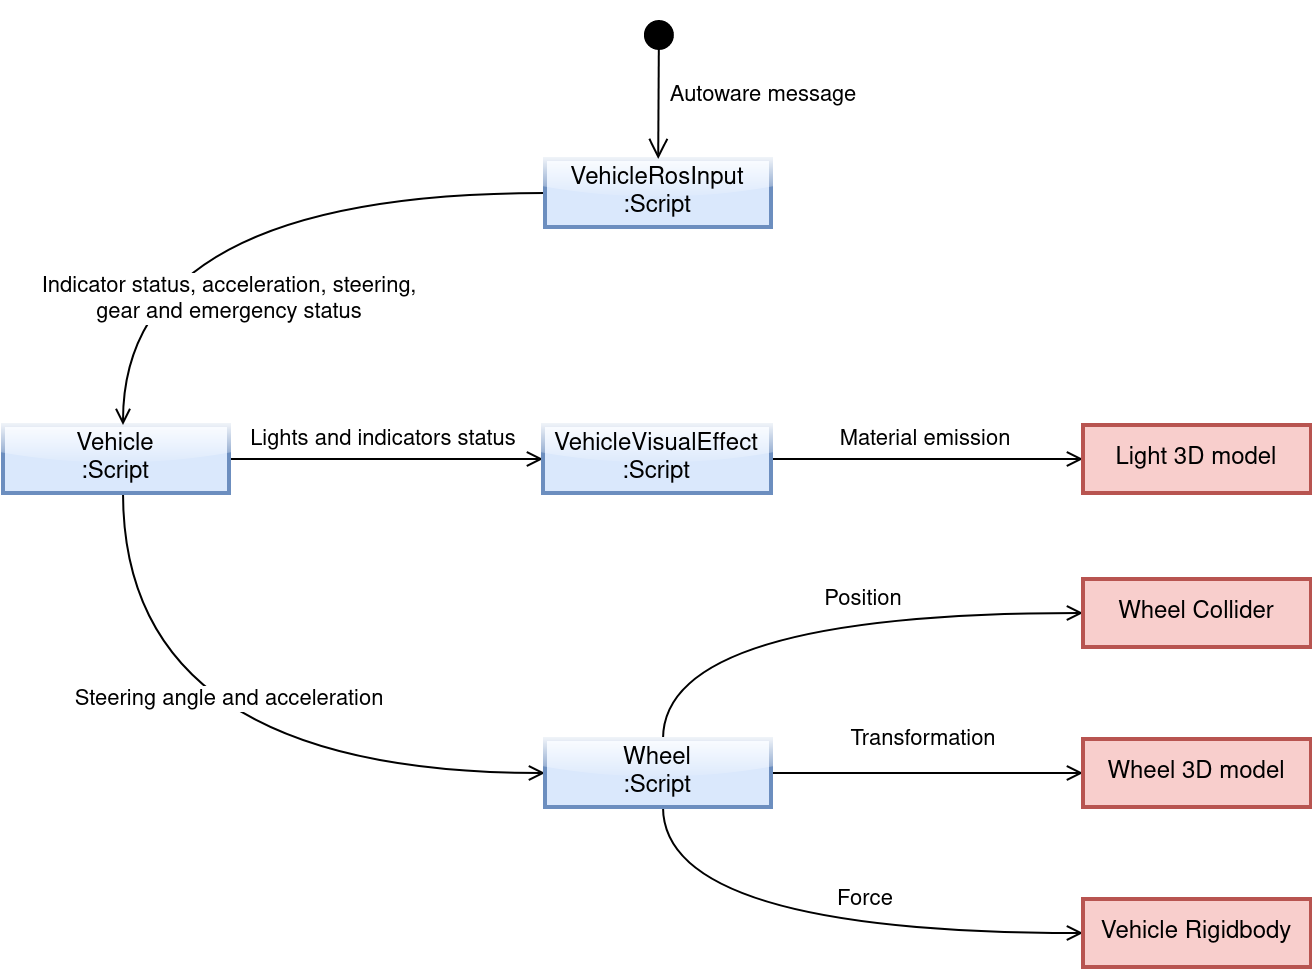 Autoware message
VehicleRosInput
:Script
Indicator status, acceleration, steering,
gear and emergency status
Vehicle
:Script
Lights and indicators status
VehicleVisualEffect
:Script
Material emission
Light 3D model
Position
Wheel Collider
Steering angle and acceleration
Wheel
:Script
Transformation
Wheel 3D model
Force
Vehicle Rigidbody